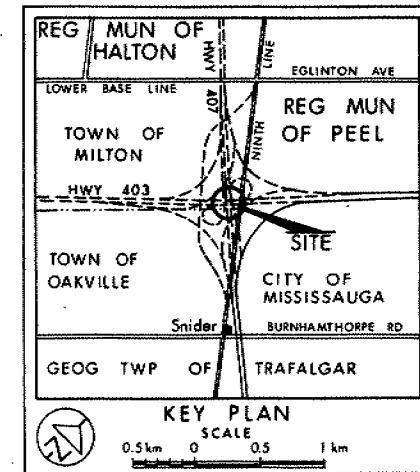 REG MUN OF
HALTON
HWY 407
LINE
EGLINTON AVE
LOWER BASE LINE
REG MUN
OF PEEL
TOWN OF
MILTON
NINTH
HWY 403
SITE
TOWN OF
OAKVILLE
CITY OF
MISSISSAUGA
Snider
BURNHAMTHORPE RD
GEOG TWP OF TRAFALGAR
N
KEY PLAN
SCALE
0.5km 0 0.5 1 km